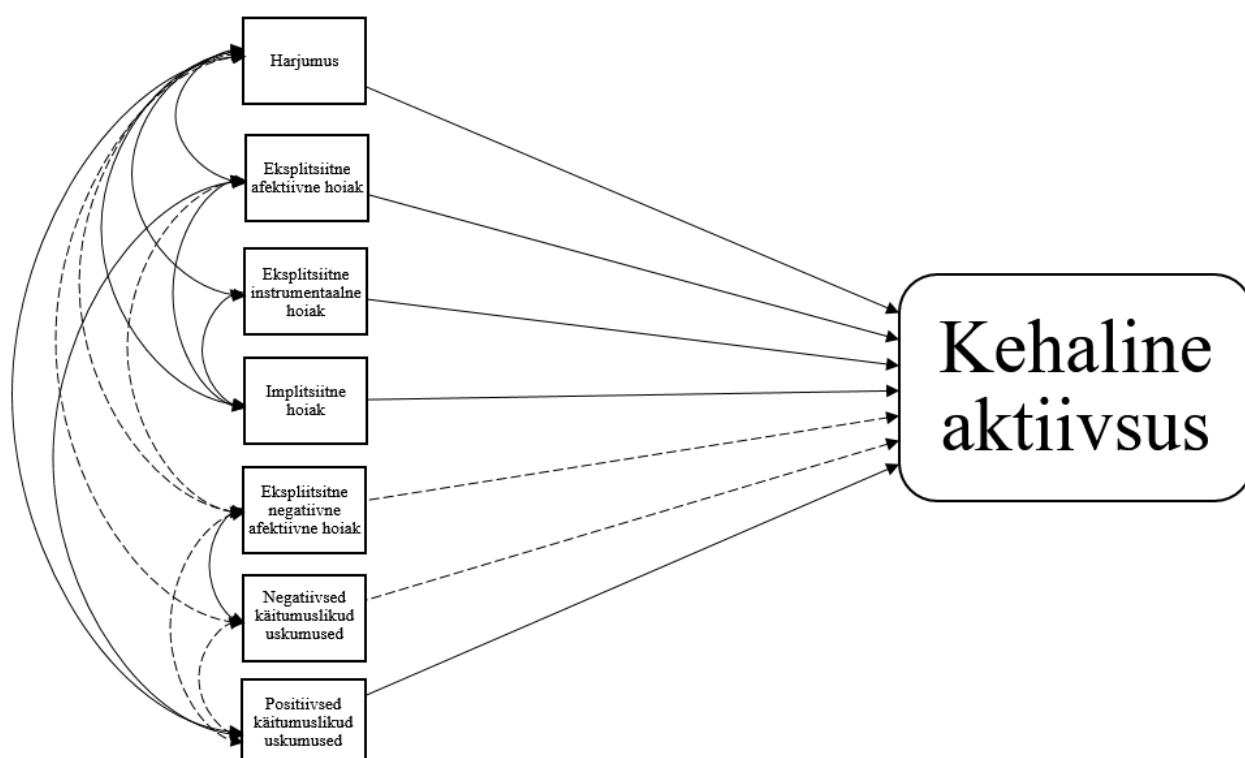 Harjumus
Eksplitsiitne
afektiivne hoiak
Eksplitsiitne
instrumentaalne
hoiak
Implitsiitne
hoiak
Ekspliitsitne
negatiivne
afektiivne hoiak
Negatiivsed
käitumuslikud
uskumused
Positiivsed
käitumuslikud
uskumused
Kehaline
aktiivsus